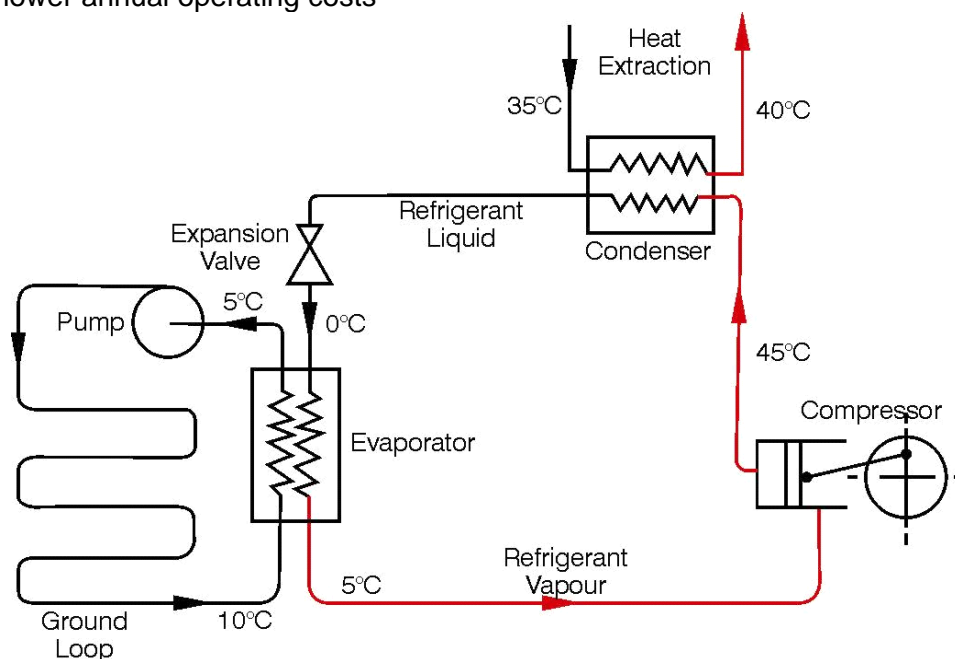 lower annual operating costs
Heat
Extraction
35°C
40°C
Refrigerant
Liquid
Condenser
Expansion
Valve
5°C
Pump
0°C
45°C
Compressor
Evaporator
Refrigerant
Vapour
5°C
10°C
Ground
Loop